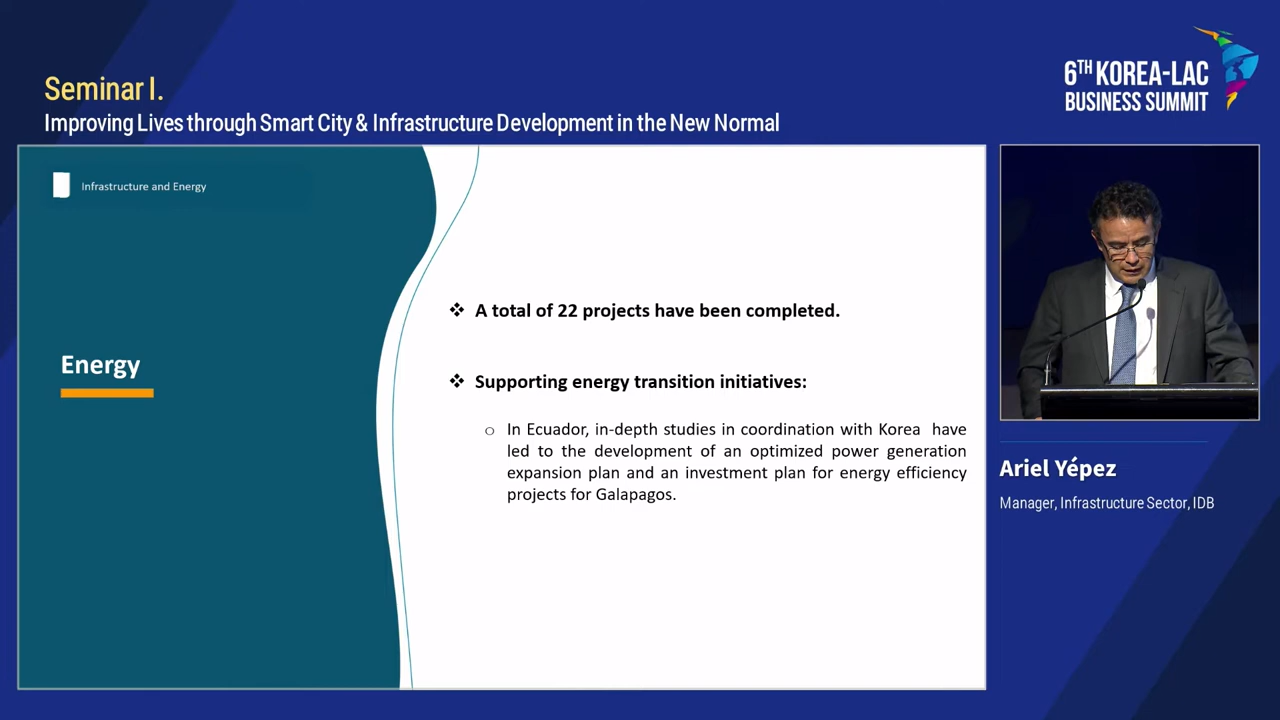 Seminar I.
Improving Lives through Smart City & Infrastructure Development in the New Normal
6TH KOREA-LAC
BUSINESS SUMMIT
Infrastructure and Energy
Energy
❖ A total of 22 projects have been completed.
❖ Supporting energy transition initiatives:
o In Ecuador, in-depth studies in coordination with Korea have
led to the development of an optimized power generation
expansion plan and an investment plan for energy efficiency
projects for Galapagos.
Ariel Yépez
Manager, Infrastructure Sector, IDB